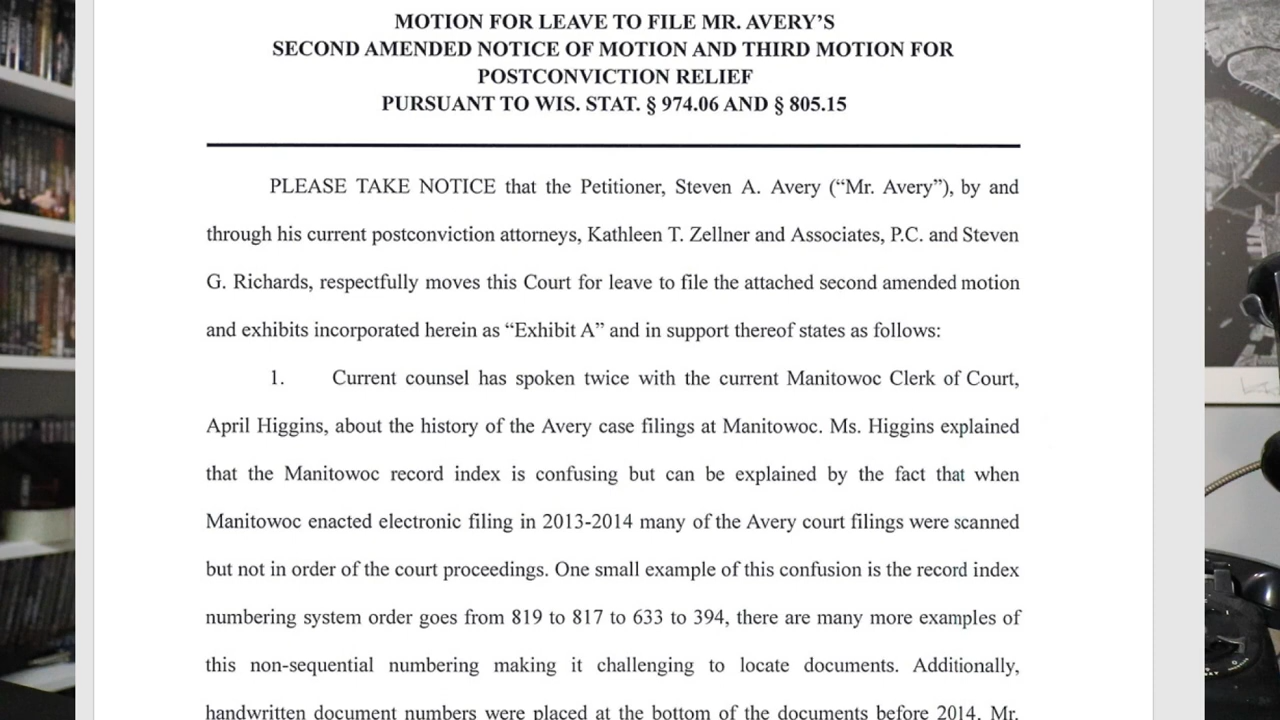 MOTION FOR LEAVE TO FILE MR. AVERY’S
SECOND AMENDED NOTICE OF MOTION AND THIRD MOTION FOR
POSTCONVICTION RELIEF
PURSUANT TO WIS. STAT. § 974.06 AND § 805.15
PLEASE TAKE NOTICE that the Petitioner, Steven A. Avery (“Mr. Avery”), by and
through his current postconviction attorneys, Kathleen T. Zellner and Associates, P.C. and Steven
G. Richards, respectfully moves this Court for leave to file the attached second amended motion
and exhibits incorporated herein as “Exhibit A” and in support thereof states as follows:
1. Current counsel has spoken twice with the current Manitowoc Clerk of Court,
April Higgins, about the history of the Avery case filings at Manitowoc. Ms. Higgins explained
that the Manitowoc record index is confusing but can be explained by the fact that when
Manitowoc enacted electronic filing in 2013-2014 many of the Avery court filings were scanned
but not in order of the court proceedings. One small example of this confusion is the record index
numbering system order goes from 819 to 817 to 633 to 394, there are many more examples of
this non-sequential numbering making it challenging to locate documents. Additionally,
handwritten document numbers were placed at the bottom of the documents before 2014. Mr.